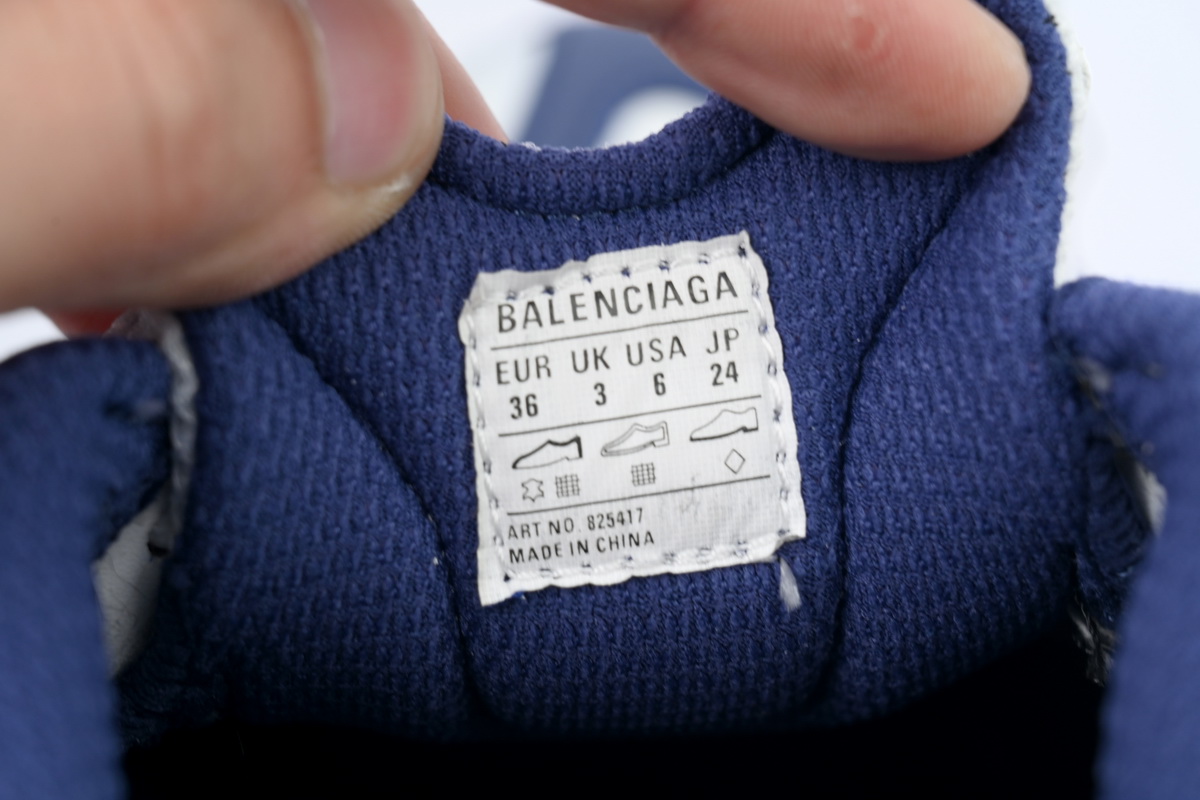 BALENCIAGA
EUR UK USA JP
36 3 6 24
ART NO. 825417
MADE IN CHINA